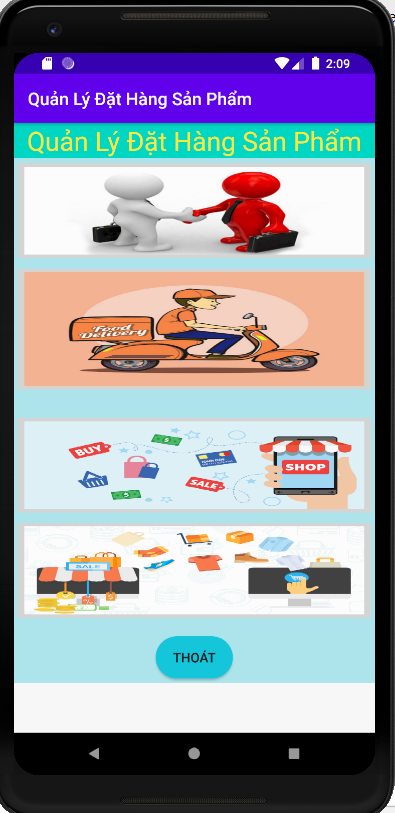 2:09
Quản Lý Đặt Hàng Sản Phẩm
Quản Lý Đặt Hàng Sản Phẩm
Food
Delivery
BUY
SHOP
SALE
SALE
THOÁT